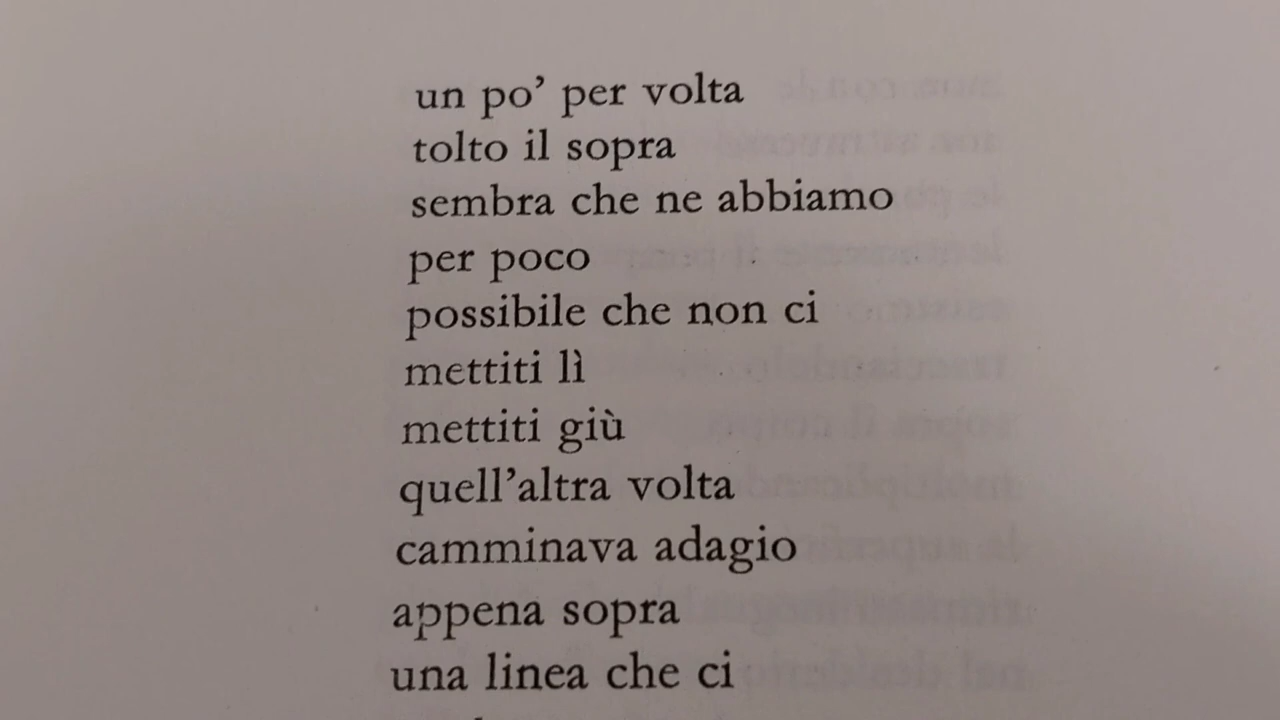 un po’ per volta
tolto il sopra
sembra che ne abbiamo
per poco
possibile che non ci
mettiti lì
mettiti giù
quell’altra volta
camminava adagio
appena sopra
una linea che ci